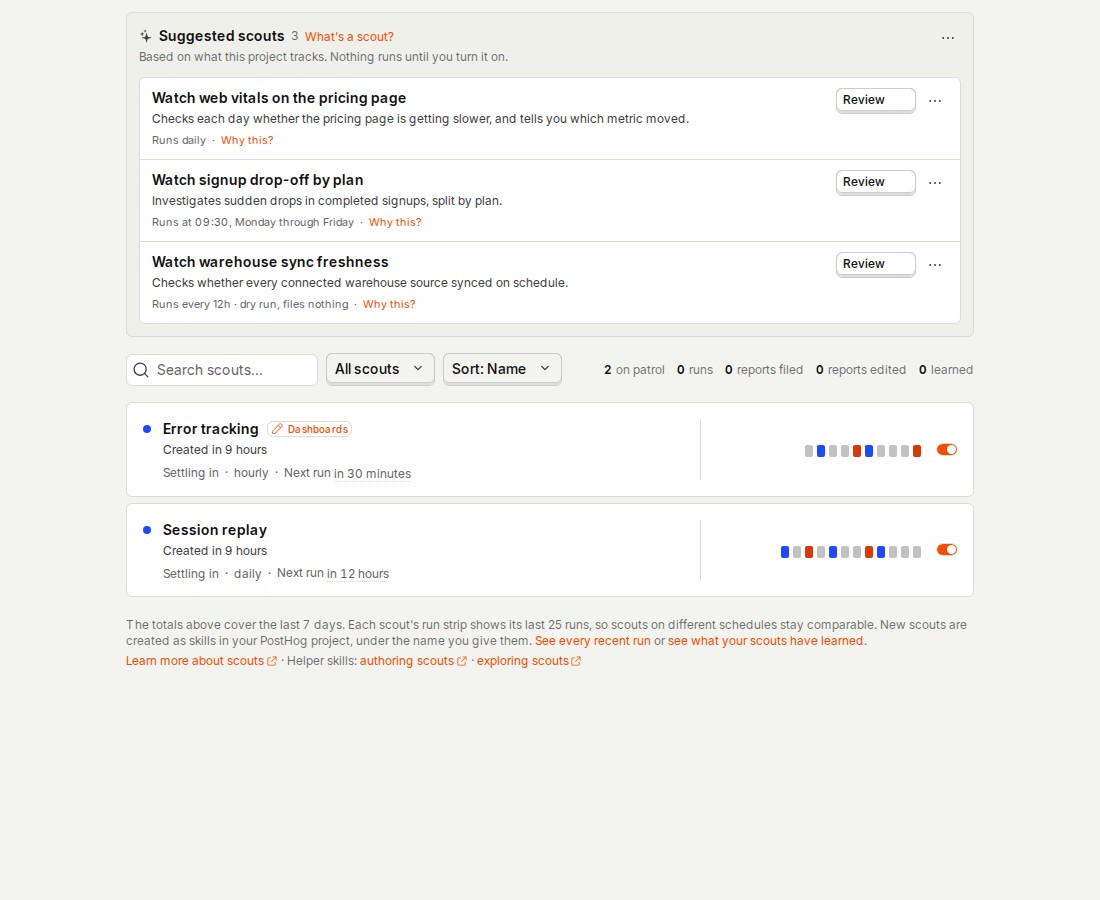 Suggested scouts 3 What's a scout?
Based on what this project tracks. Nothing runs until you turn it on.
Watch web vitals on the pricing page
Review
Checks each day whether the pricing page is getting slower, and tells you which metric moved.
Runs daily · Why this?
Watch signup drop-off by plan
Review
Investigates sudden drops in completed signups, split by plan.
Runs at 09:30, Monday through Friday · Why this?
Watch warehouse sync freshness
Review
Checks whether every connected warehouse source synced on schedule.
Runs every 12h · dry run, files nothing · Why this?
Search scouts... All scouts Sort: Name 2 on patrol 0 runs 0 reports filed 0 reports edited 0 learned
Error tracking Dashboards
Created in 9 hours
Settling in · hourly · Next run in 30 minutes
Session replay
Created in 9 hours
Settling in · daily · Next run in 12 hours
The totals above cover the last 7 days. Each scout's run strip shows its last 25 runs, so scouts on different schedules stay comparable. New scouts are
created as skills in your PostHog project, under the name you give them. See every recent run or see what your scouts have learned.
Learn more about scouts · Helper skills: authoring scouts · exploring scouts